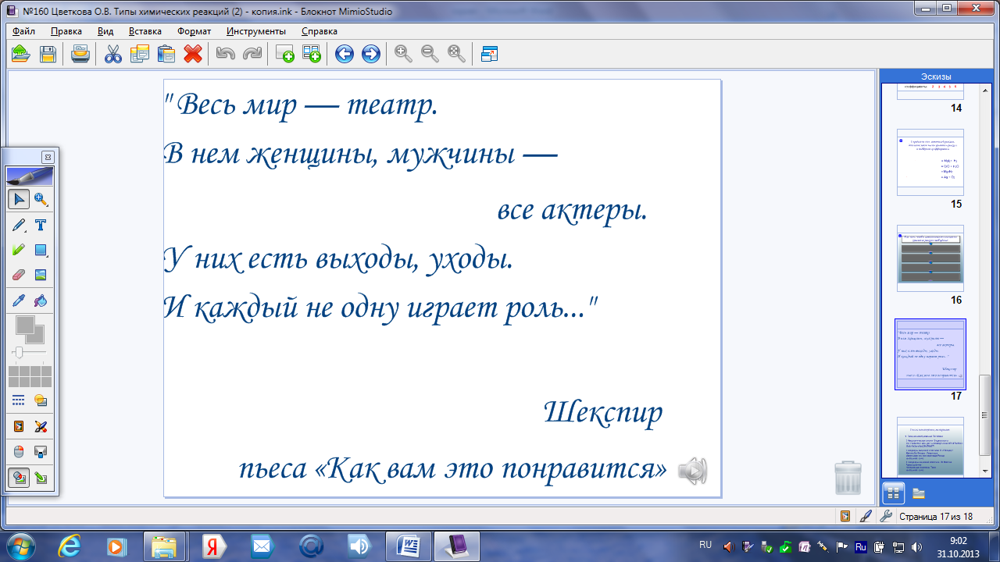 №160 Цветкова О.В. Типы химических реакций (2) - копия.ink - Блокнот MimioStudio
Файл Правка Вид Вставка Формат Инструменты Справка
Эскизы
"Весь мир — театр.
В нем женщины, мужчины —
все актеры.
У них есть выходы, уходы.
И каждый не одну играет роль..."
Шекспир
пьеса «Как вам это понравится»
14
15
16
17
Страница 17 из 18
RU
Ru
9:02
31.10.2013